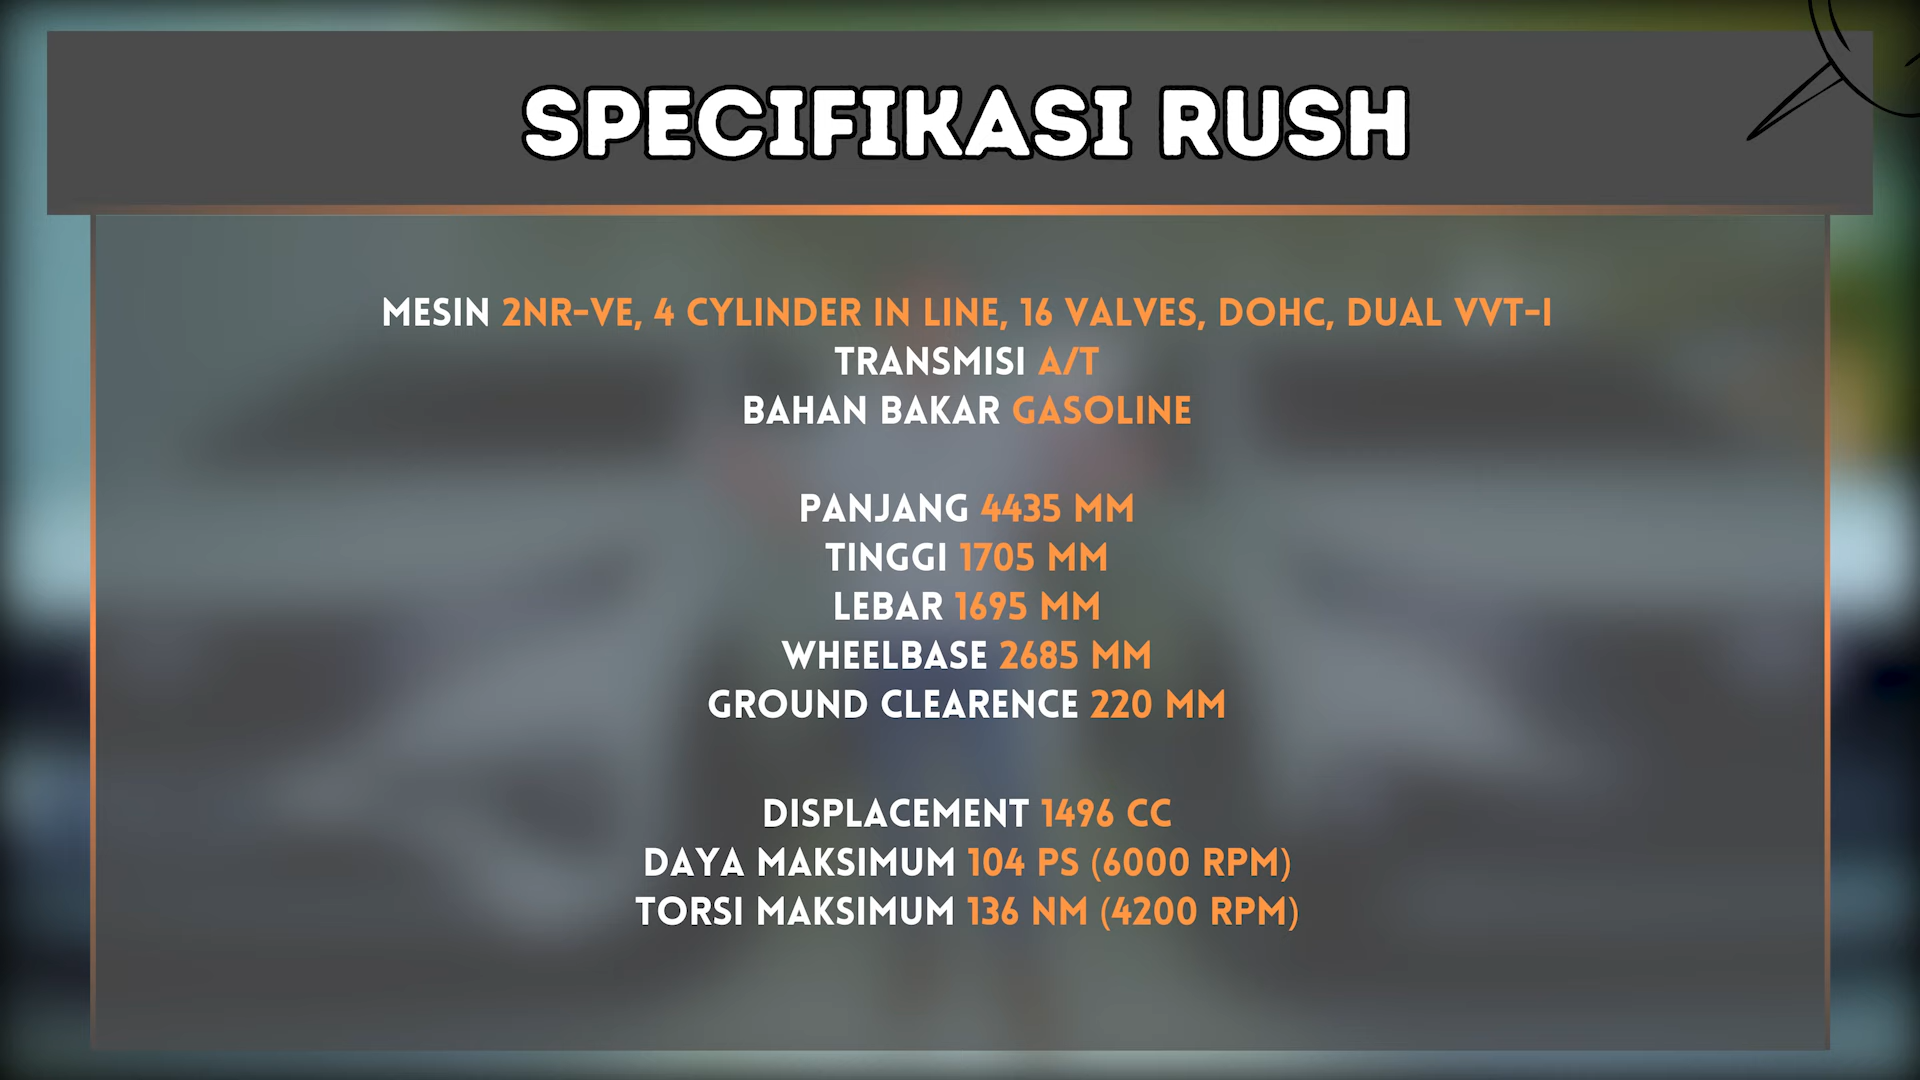 SPECIFIKASI RUSH
MESIN 2NR-VE, 4 CYLINDER IN LINE, 16 VALVES, DOHC, DUAL VVT-I
TRANSMISI A/T
BAHAN BAKAR GASOLINE
PANJANG 4435 MM
TINGGI 1705 MM
LEBAR 1695 MM
WHEELBASE 2685 MM
GROUND CLEARENCE 220 MM
DISPLACEMENT 1496 CC
DAYA MAKSIMUM 104 PS (6000 RPM)
TORSI MAKSIMUM 136 NM (4200 RPM)